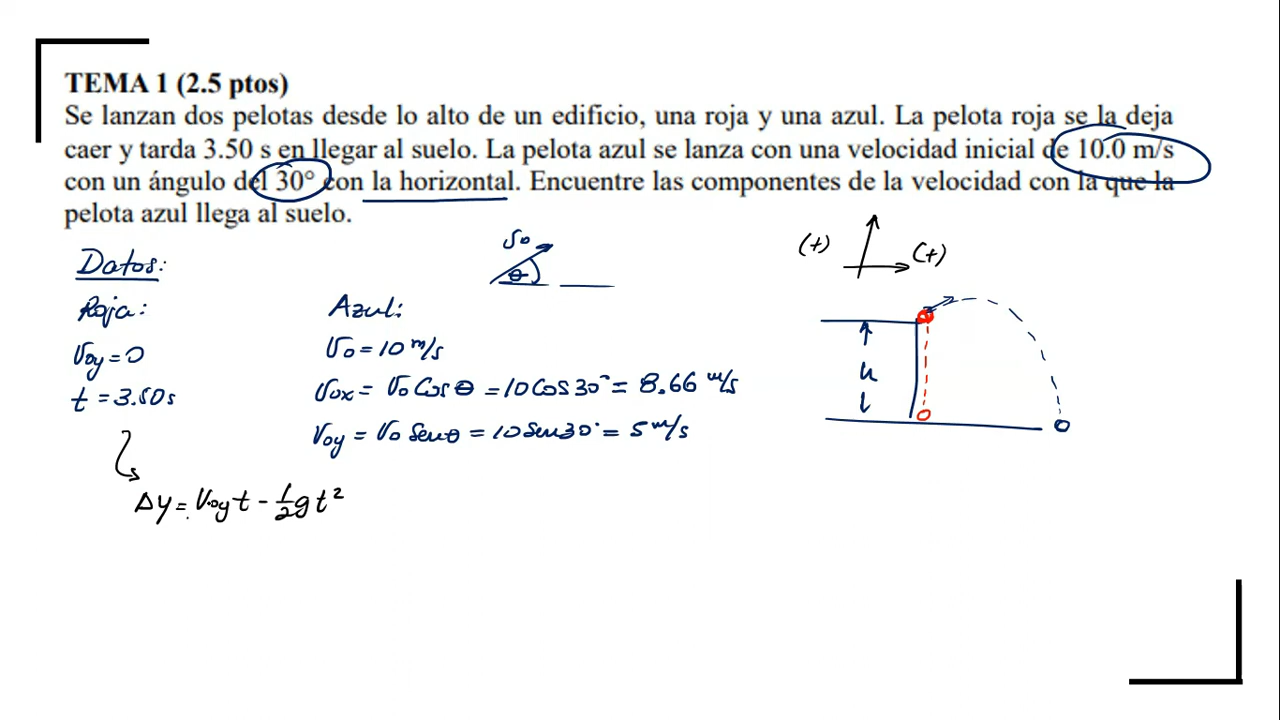 TEMA 1 (2.5 ptos)
Se lanzan dos pelotas desde lo alto de un edificio, una roja y una azul. La pelota roja se la deja
caer y tarda 3.50 s en llegar al suelo. La pelota azul se lanza con una velocidad inicial de 10.0 m/s
con un ángulo del 30° con la horizontal. Encuentre las componentes de la velocidad con la que la
pelota azul llega al suelo.
Datos:
Roja:
Voy = 0
t = 3.50s
Δy = Voy t - 1/2 g t²
Vo
θ
Azul:
Vo = 10 m/s
Vox = Vo Cos θ = 10 Cos 30° = 8.66 m/s
Voy = Vo Senθ = 10 Sen 30° = 5 m/s
(+) (+)
h